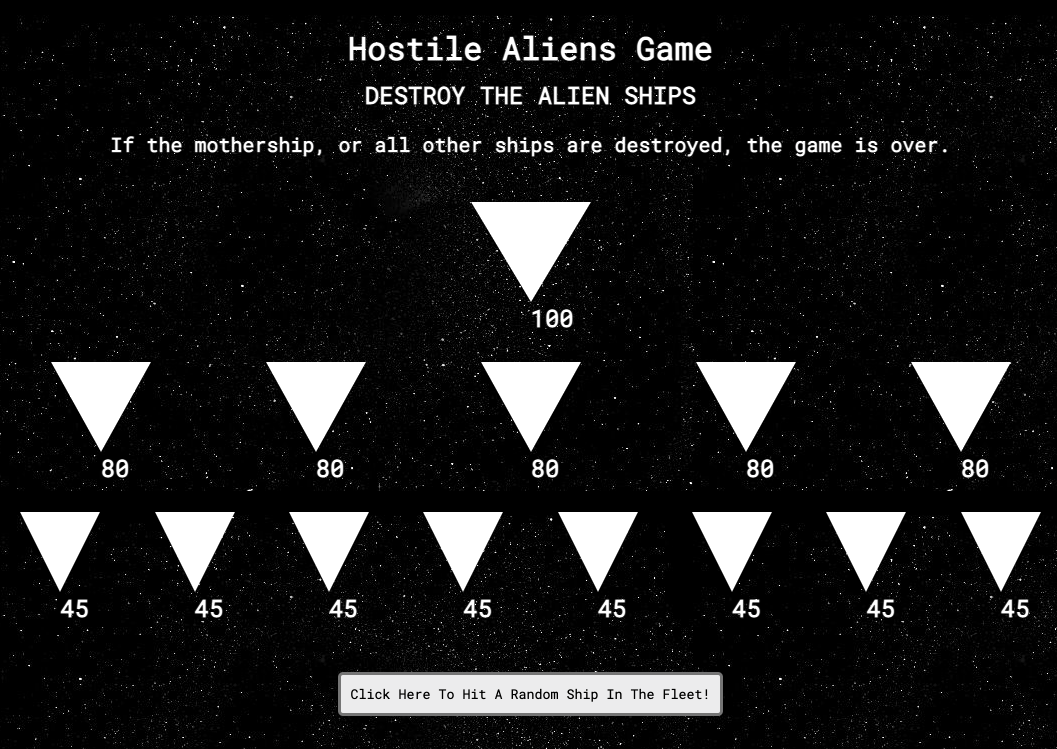 Hostile Aliens Game
DESTROY THE ALIEN SHIPS
If the mothership, or all other ships are destroyed, the game is over.
100
80 80 80 80 80
45 45 45 45 45 45 45 45
Click Here To Hit A Random Ship In The Fleet!